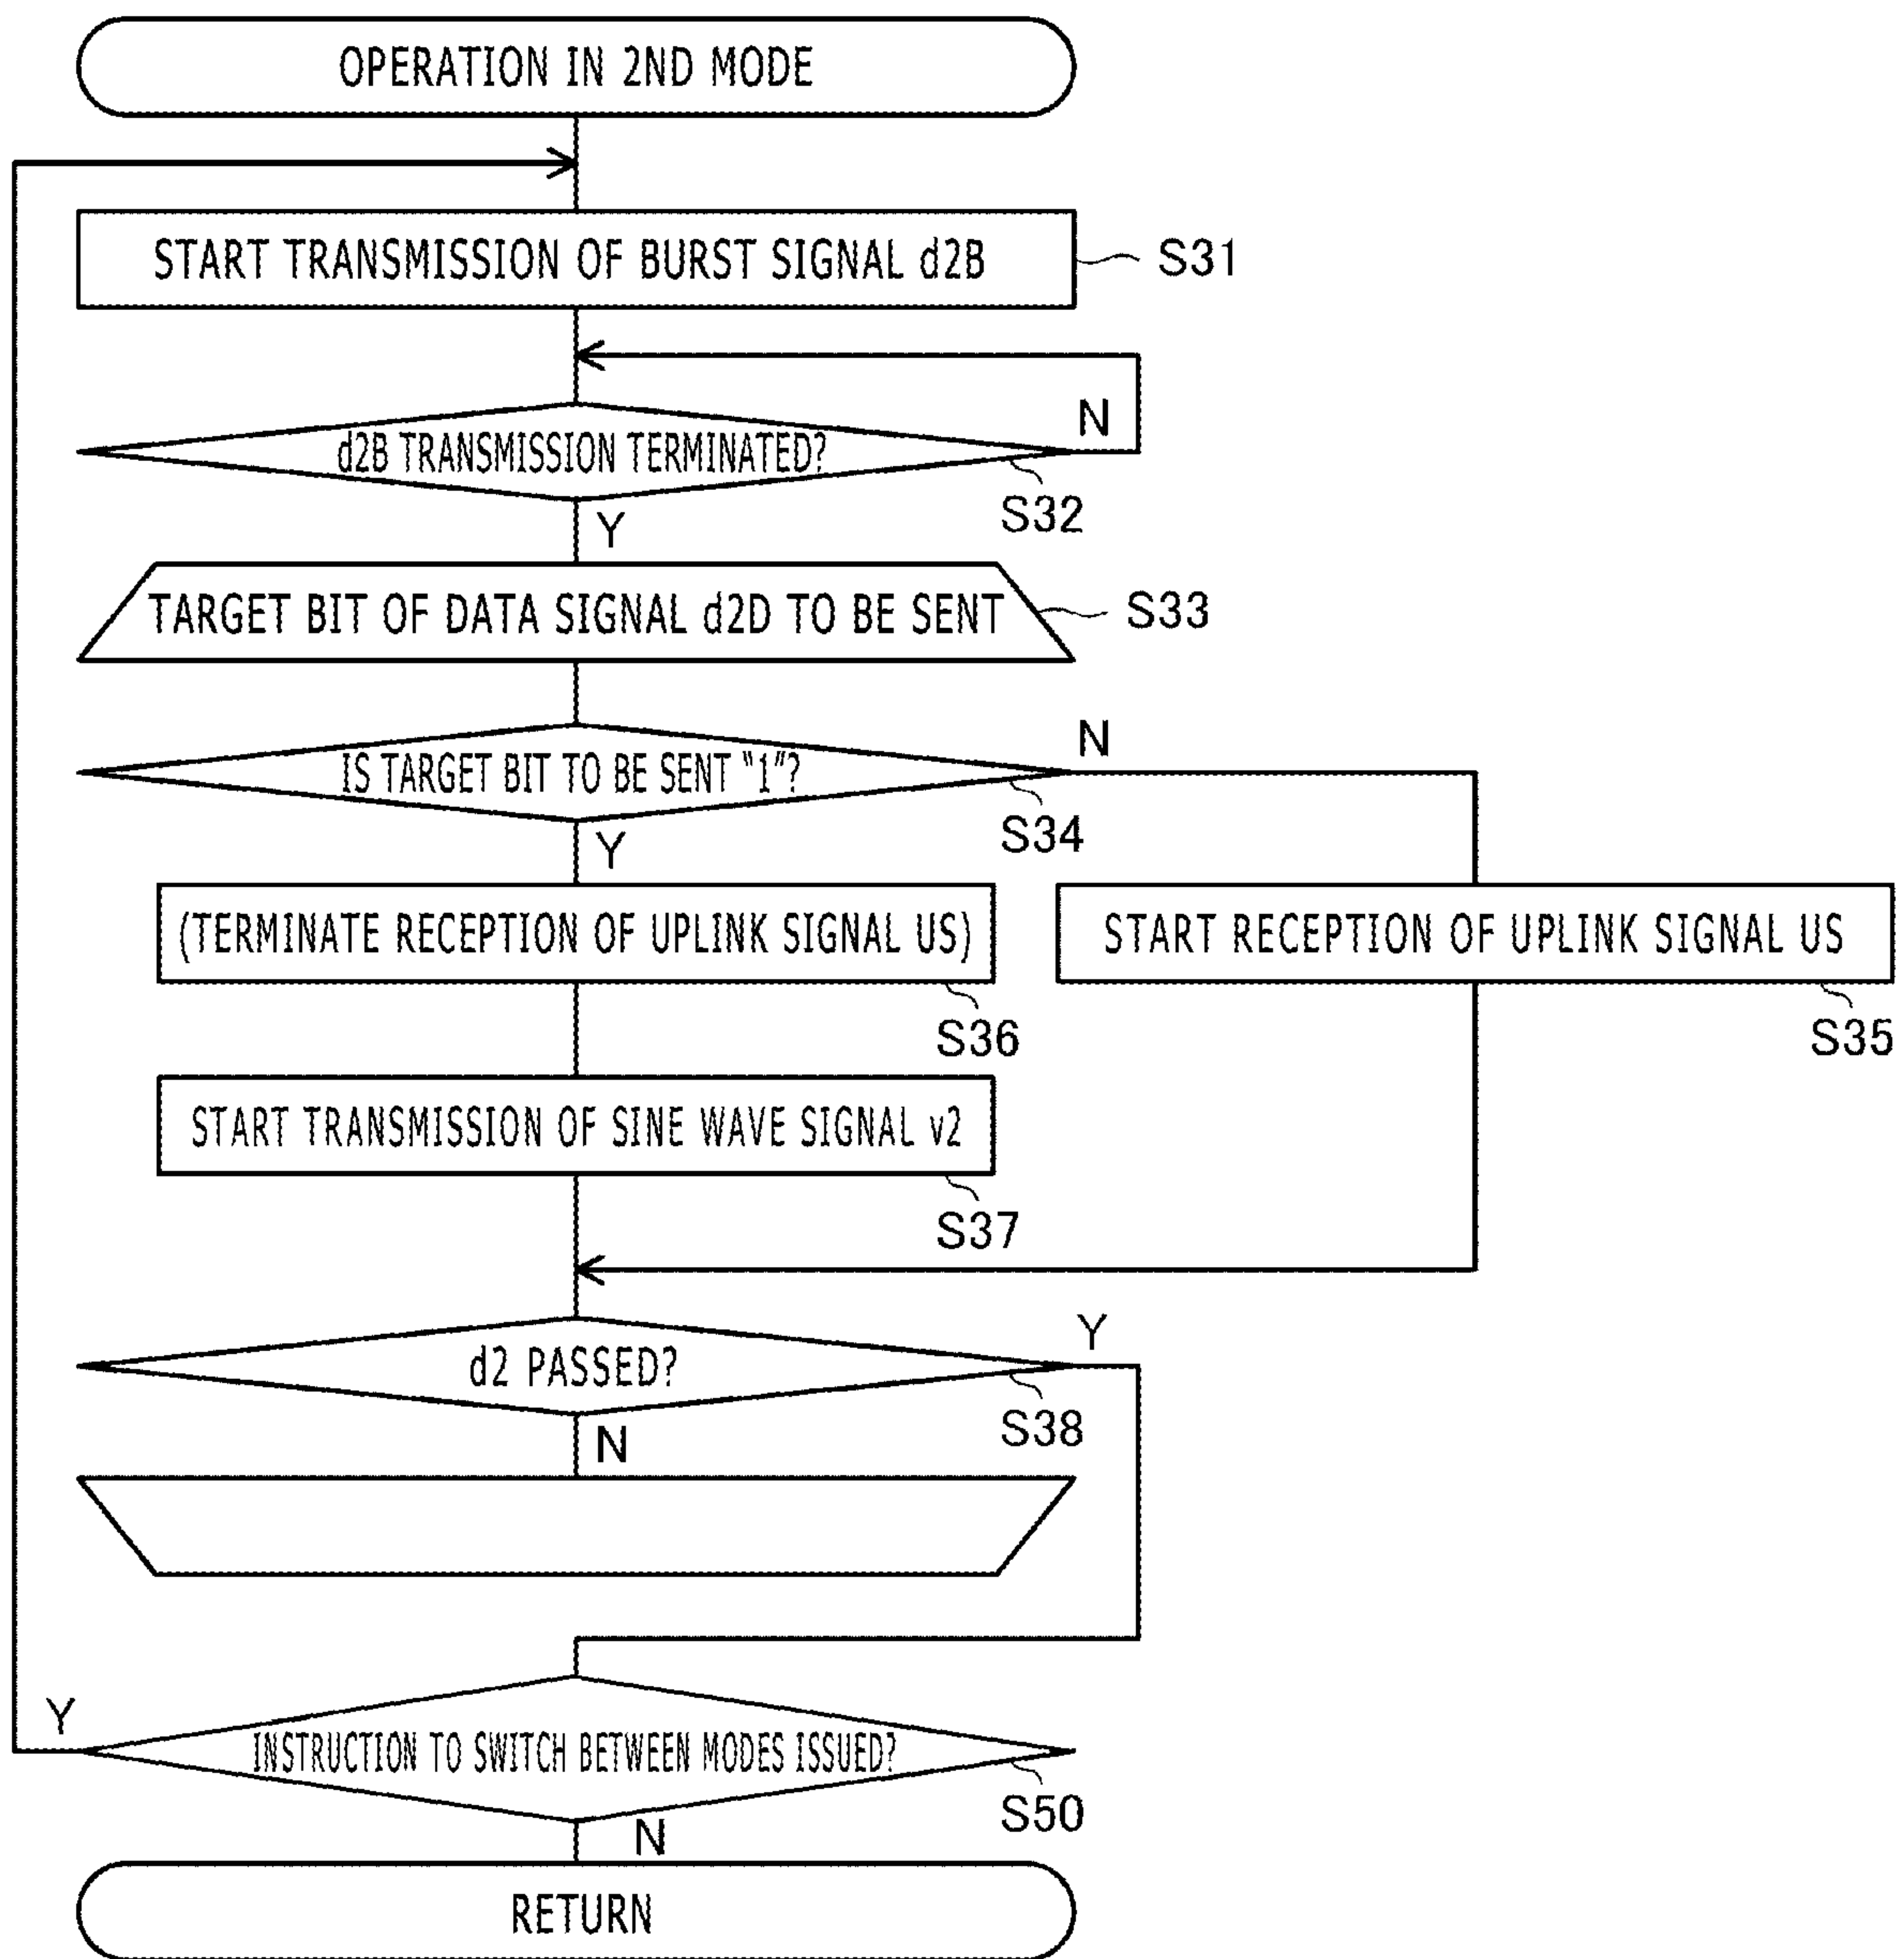 OPERATION IN 2ND MODE
START TRANSMISSION OF BURST SIGNAL d2B
S31
N
d2B TRANSMISSION TERMINATED?
S32
Y
TARGET BIT OF DATA SIGNAL d2D TO BE SENT
S33
N
IS TARGET BIT TO BE SENT “1”?
S34
Y
(TERMINATE RECEPTION OF UPLINK SIGNAL US)
START RECEPTION OF UPLINK SIGNAL US
S36
S35
START TRANSMISSION OF SINE WAVE SIGNAL v2
S37
Y
d2 PASSED?
S38
N
Y
INSTRUCTION TO SWITCH BETWEEN MODES ISSUED?
S50
N
RETURN